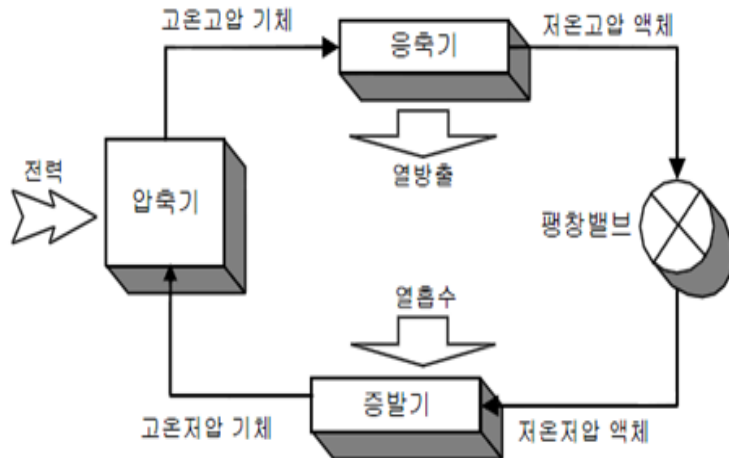 고온고압 기체
응축기
저온고압 액체
열방출
전력
압축기
팽창밸브
열흡수
증발기
고온저압 기체
저온저압 액체